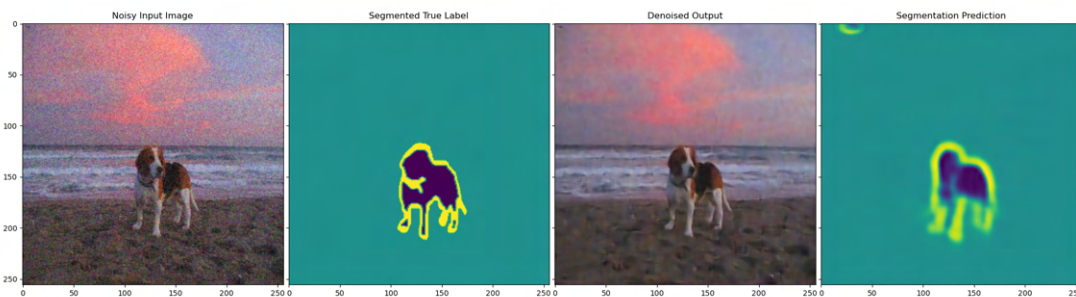 Noisy Input Image
Segmented True Label
Denoised Output
Segmentation Prediction
0
50
100
150
200
250
0 50 100 150 200 250
0 50 100 150 200 250
0 50 100 150 200 250
0 50 100 150 200